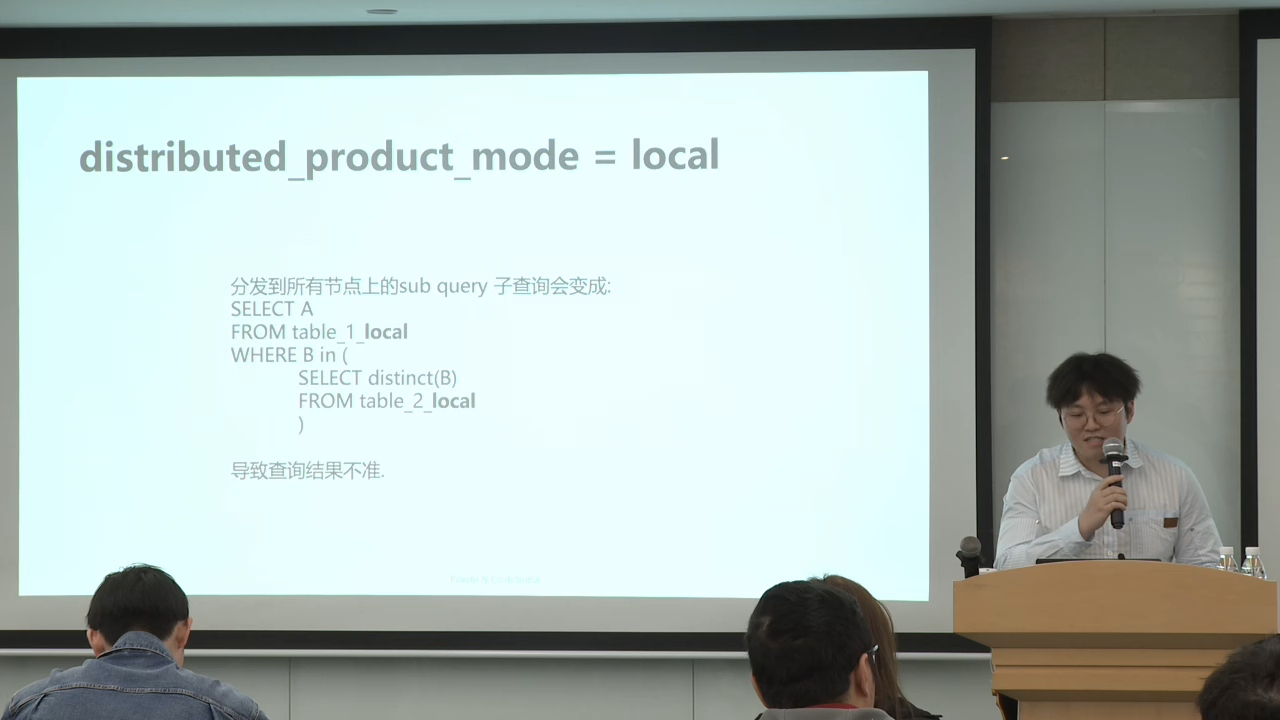 distributed_product_mode = local
分发到所有节点上的sub query 子查询会变成:
SELECT A
FROM table_1_local
WHERE B in (
SELECT distinct(B)
FROM table_2_local
)
导致查询结果不准.